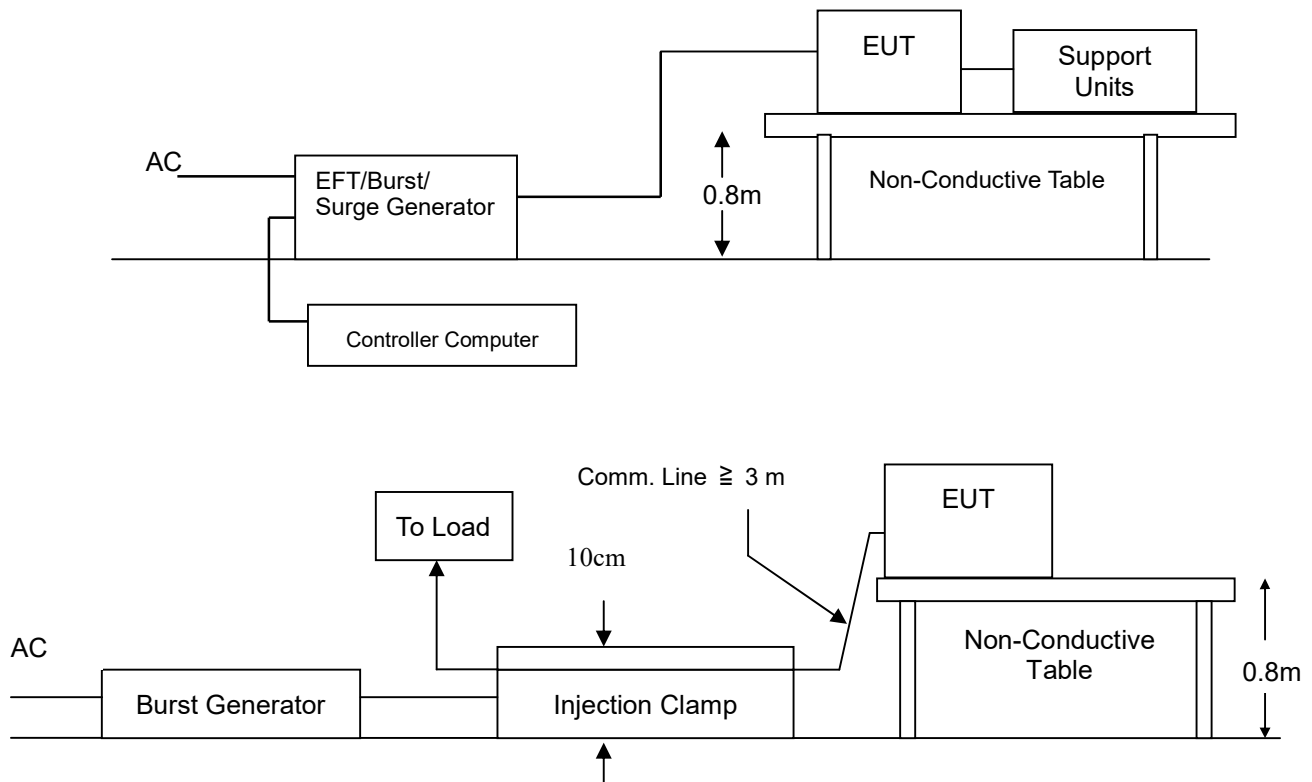 EUT
Support
Units
AC
EFT/Burst/
Surge Generator
0.8m
Non-Conductive Table
Controller Computer
Comm. Line ≧ 3 m
EUT
To Load
10cm
AC
Non-Conductive
Table
0.8m
Burst Generator
Injection Clamp